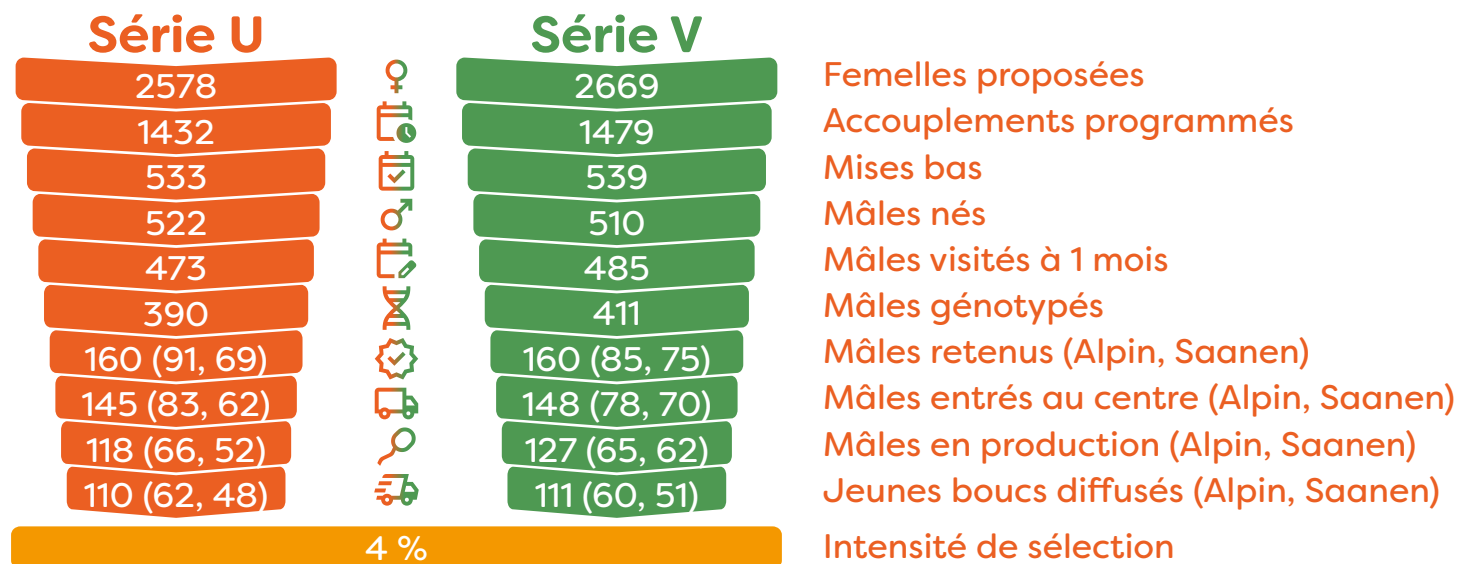 Série U Série V
2578 2669 Femelles proposées
1432 1479 Accouplements programmés
533 539 Mises bas
522 510 Mâles nés
473 485 Mâles visités à 1 mois
390 411 Mâles génotypés
160 (91, 69) 160 (85, 75) Mâles retenus (Alpin, Saanen)
145 (83, 62) 148 (78, 70) Mâles entrés au centre (Alpin, Saanen)
118 (66, 52) 127 (65, 62) Mâles en production (Alpin, Saanen)
110 (62, 48) 111 (60, 51) Jeunes boucs diffusés (Alpin, Saanen)
4 % Intensité de sélection